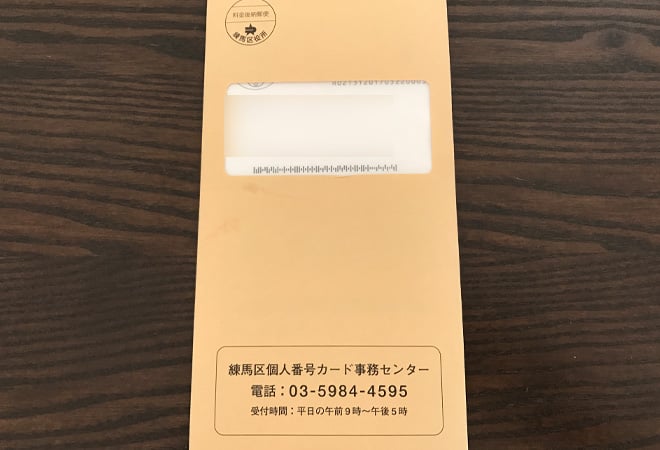 料金後納郵便
練馬区役所
練馬区個人番号カード事務センター
電話：03-5984-4595
受付時間：平日の午前９時～午後５時